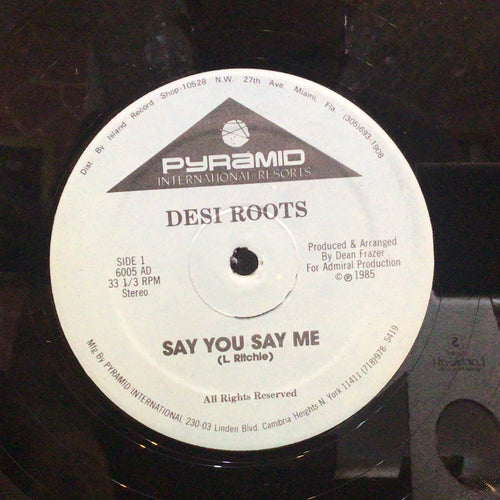 Dist. By Island Record Shop-10528 N.W. 27th Ave. Miami, Fla. (305)693-1908
PYRAMID
INTERNATIONAL RESORTS
DESI ROOTS
SIDE 1
6005 AD
33 1/3 RPM
Stereo
Produced & Arranged
By Dean Frazer
For Admiral Production
©℗1985
SAY YOU SAY ME
(L. Ritchie)
All Rights Reserved
Mfg. By PYRAMID INTERNATIONAL 230-03 Linden Blvd. Cambria Heights N. York 11411 (718)978-5419